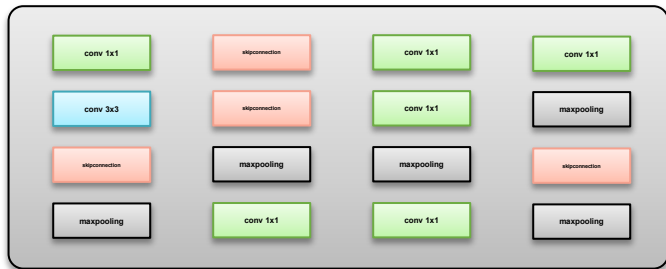 conv 1x1 skipconnection conv 1x1 conv 1x1
conv 3x3 skipconnection conv 1x1 maxpooling
skipconnection maxpooling maxpooling skipconnection
maxpooling conv 1x1 conv 1x1 maxpooling